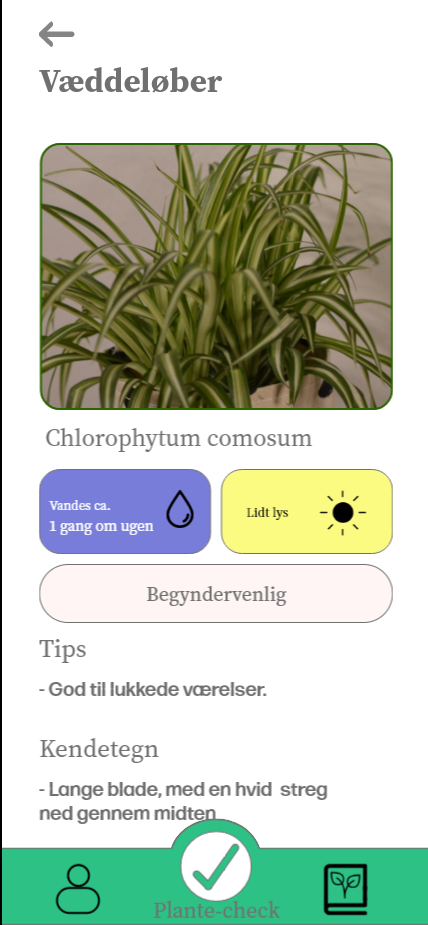 Væddeløber
Chlorophytum comosum
Vandes ca.
1 gang om ugen
Lidt lys
Begyndervenlig
Tips
- God til lukkede værelser.
Kendetegn
- Lange blade, med en hvid streg
ned gennem midten
Plante-check